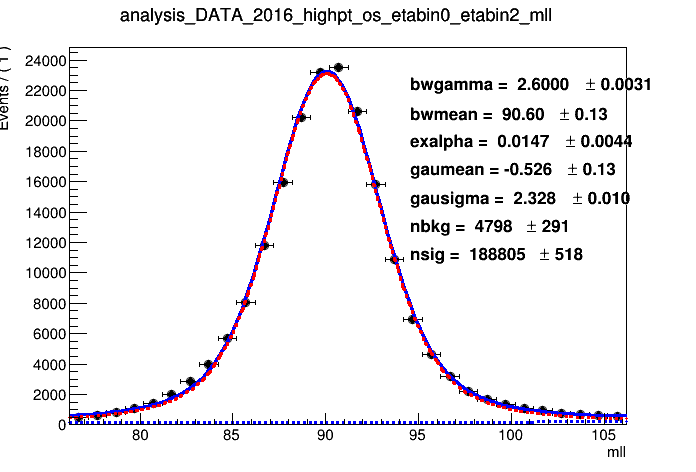 analysis_DATA_2016_highpt_os_etabin0_etabin2_mll
Events / ( 1 )
24000
22000
20000
18000
16000
14000
12000
10000
8000
6000
4000
2000
0
bwgamma = 2.6000 ± 0.0031
bwmean = 90.60 ± 0.13
exalpha = 0.0147 ± 0.0044
gaumean = -0.526 ± 0.13
gausigma = 2.328 ± 0.010
nbkg = 4798 ± 291
nsig = 188805 ± 518
80 85 90 95 100 105
mll